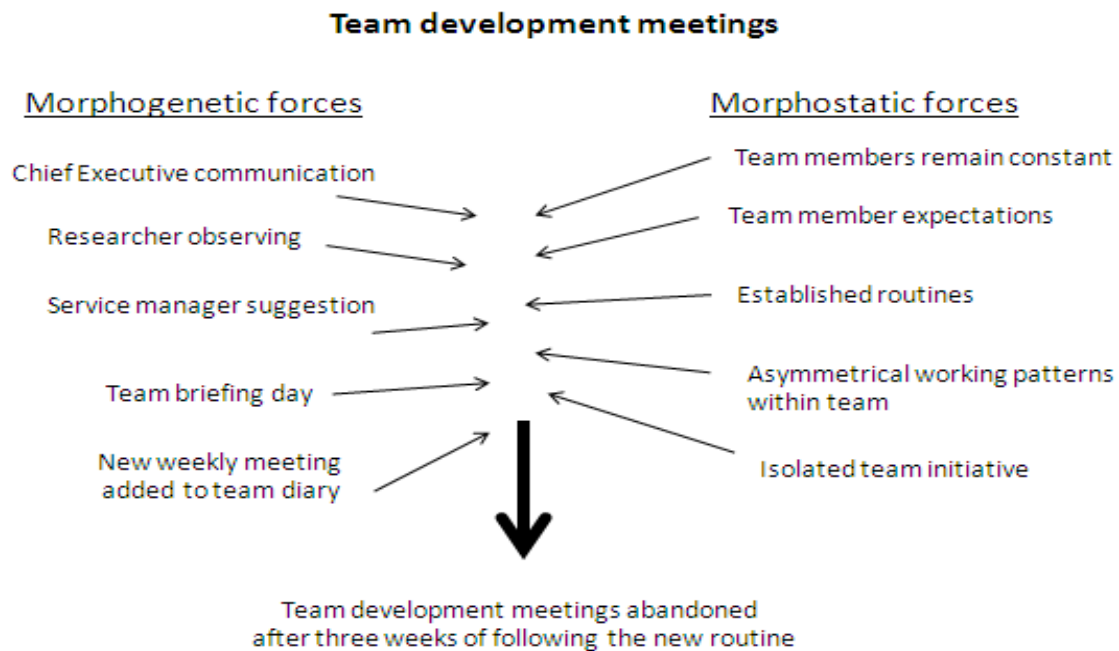 Team development meetings
Morphogenetic forces
Chief Executive communication
Researcher observing
Service manager suggestion
Team briefing day
New weekly meeting
added to team diary
Morphostatic forces
Team members remain constant
Team member expectations
Established routines
Asymmetrical working patterns
within team
Isolated team initiative
Team development meetings abandoned
after three weeks of following the new routine